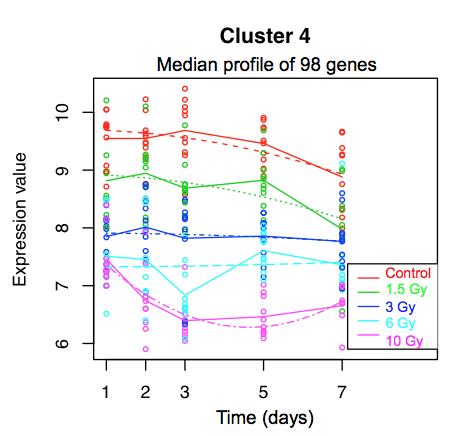 Cluster 4
Median profile of 98 genes
Expression value
10
9
8
7
6
Control
1.5 Gy
3 Gy
6 Gy
10 Gy
1 2 3 5 7
Time (days)